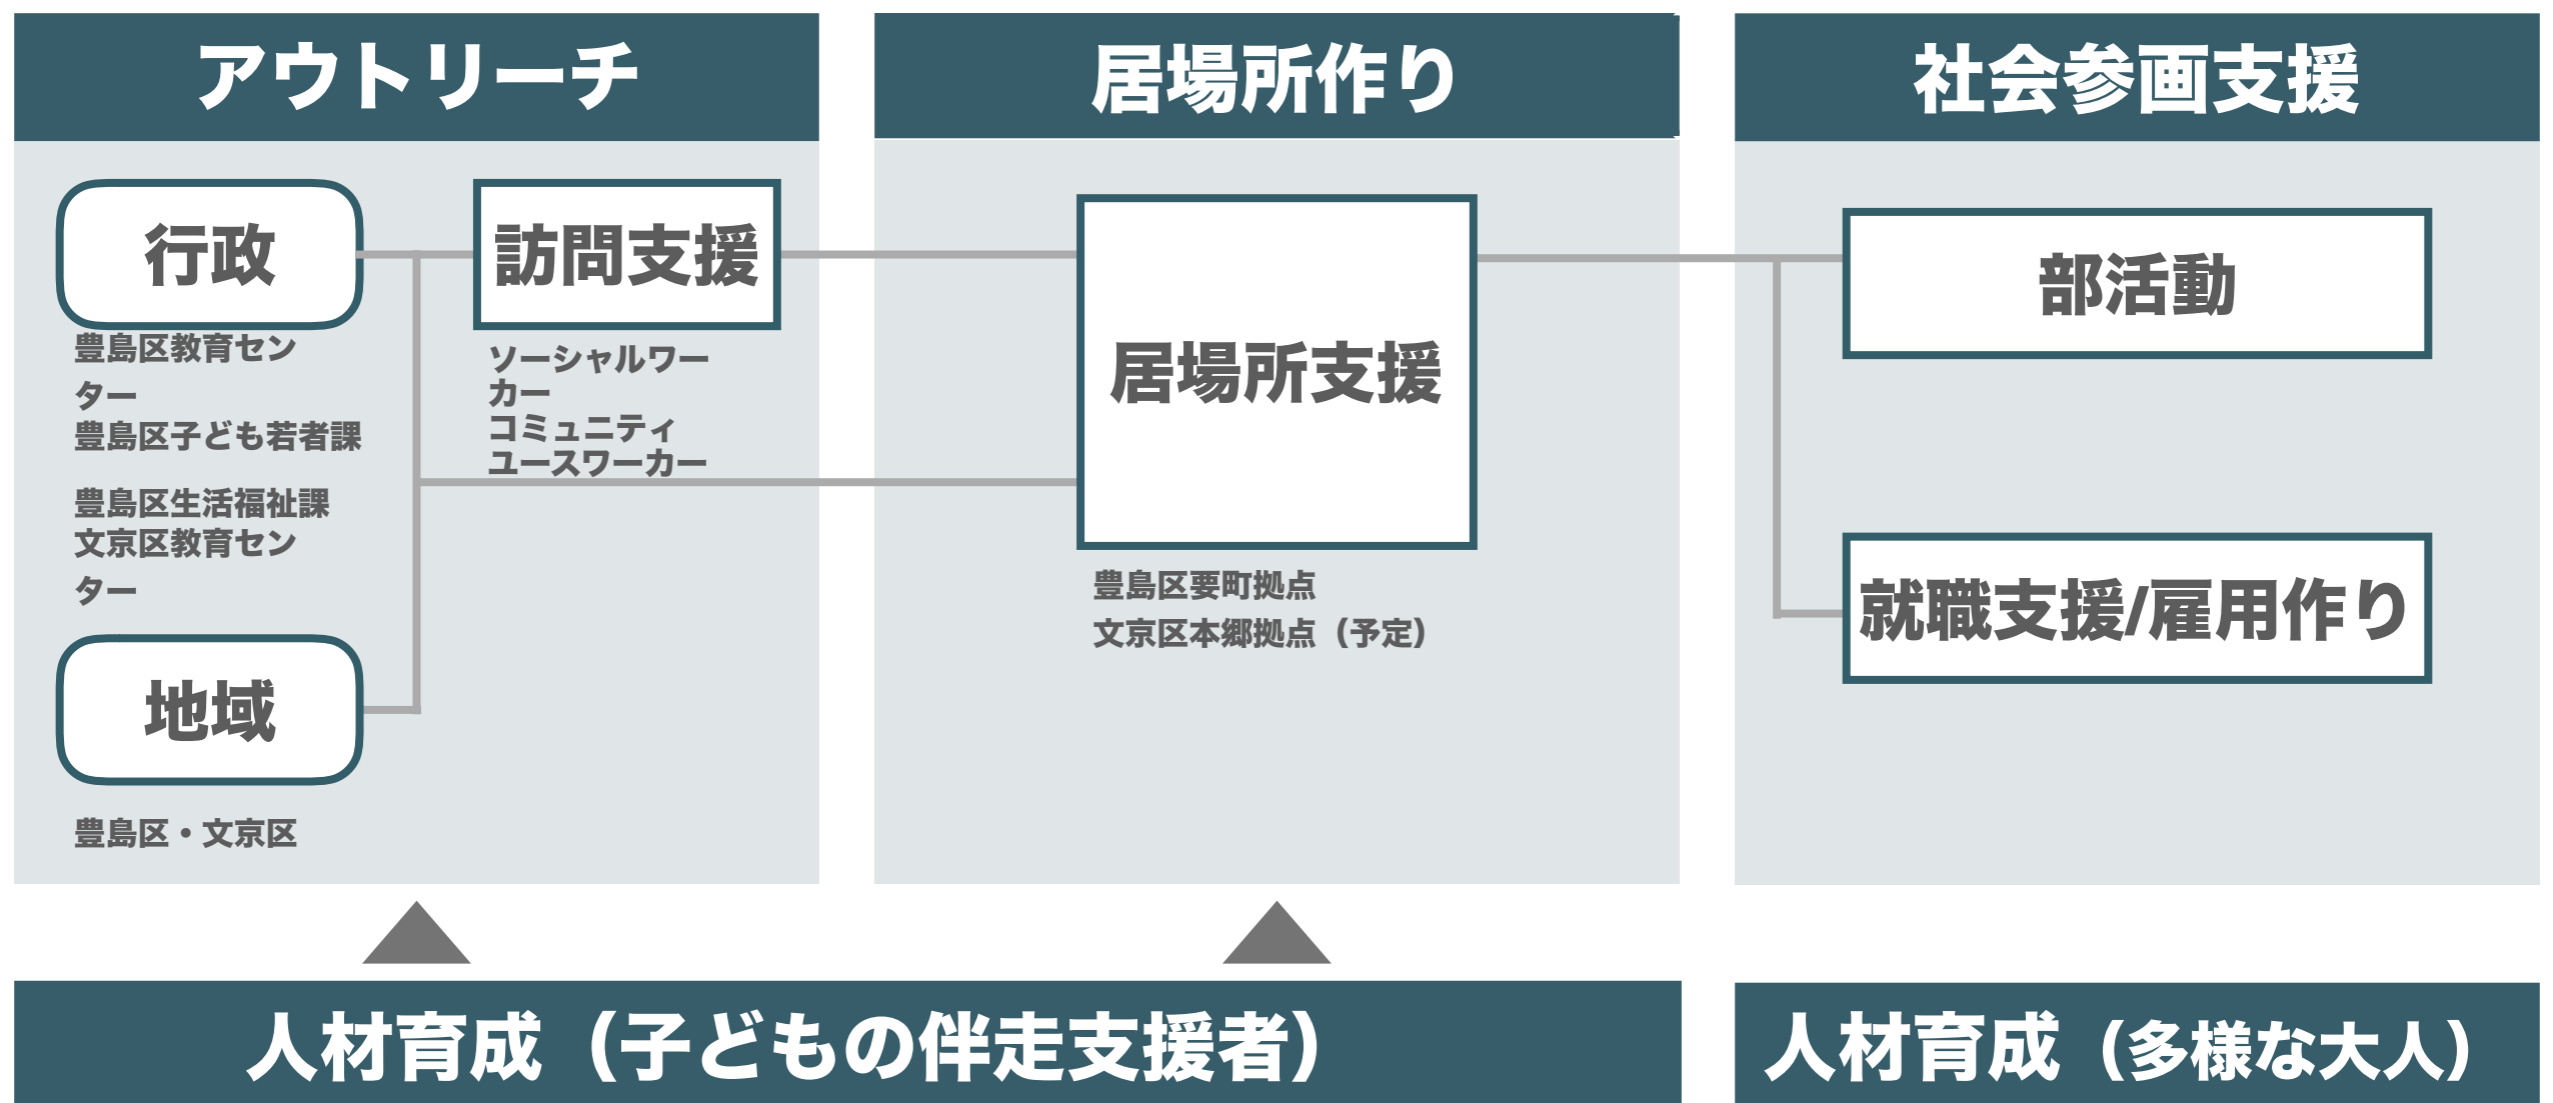 アウトリーチ
居場所作り
社会参画支援
行政
豊島区教育セン
ター
豊島区子ども若者課
豊島区生活福祉課
文京区教育セン
ター
地域
豊島区・文京区
訪問支援
ソーシャルワー
カー
コミュニティ
ユースワーカー
居場所支援
豊島区要町拠点
文京区本郷拠点（予定）
部活動
就職支援/雇用作り
人材育成（子どもの伴走支援者）
人材育成（多様な大人）